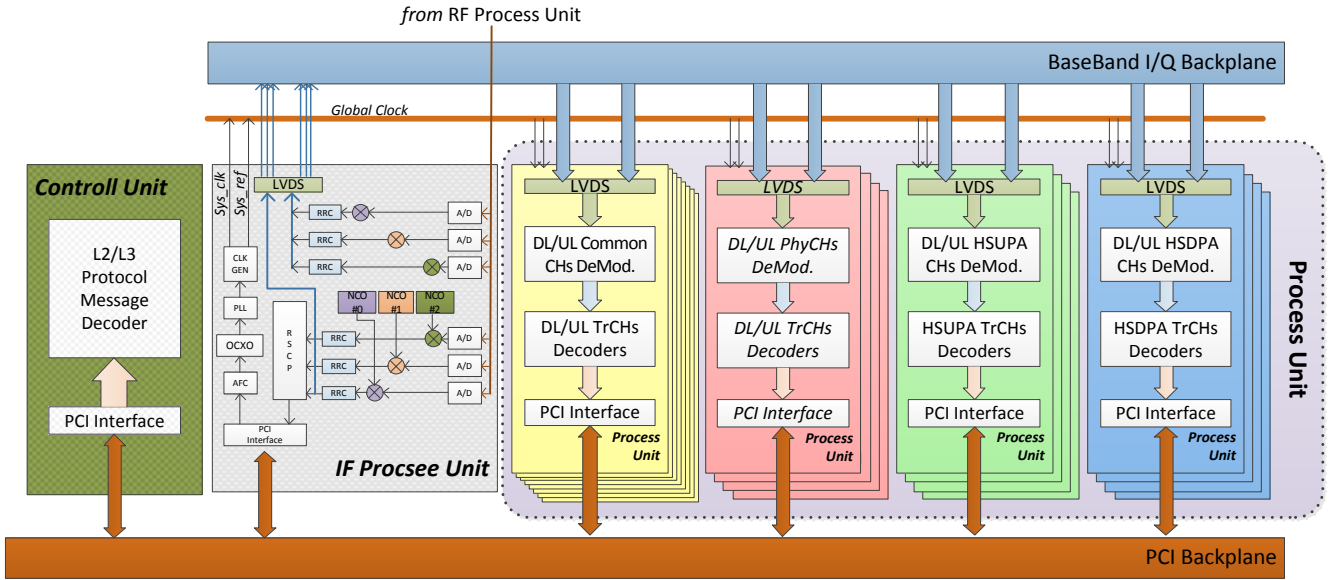 from RF Process Unit
BaseBand I/Q Backplane
Global Clock
Controll Unit
L2/L3
Protocol
Message
Decoder
PCI Interface
Sys_clk
Sys_ref
LVDS
RRC
A/D
RRC
A/D
RRC
A/D
CLK
GEN
PLL
OCXO
AFC
PCI
Interface
R
S
C
P
NCO
#0
NCO
#1
NCO
#2
RRC
A/D
RRC
A/D
RRC
A/D
IF Procsee Unit
LVDS
DL/UL Common
CHs DeMod.
DL/UL TrCHs
Decoders
PCI Interface
Process
Unit
LVDS
DL/UL PhyCHs
DeMod.
DL/UL TrCHs
Decoders
PCI Interface
Process
Unit
LVDS
DL/UL HSUPA
CHs DeMod.
HSUPA TrCHs
Decoders
PCI Interface
Process
Unit
LVDS
DL/UL HSDPA
CHs DeMod.
HSDPA TrCHs
Decoders
PCI Interface
Process
Unit
Process Unit
PCI Backplane